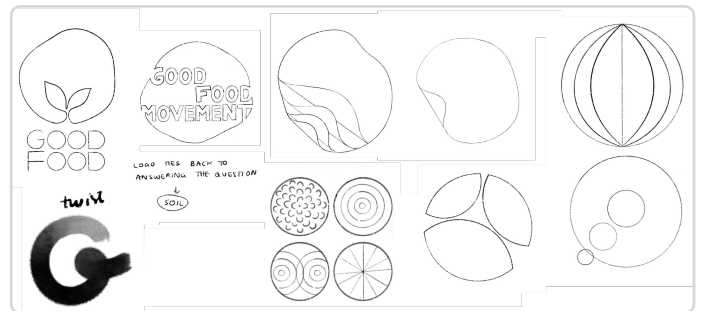 GOOD
FOOD
GOOD
FOOD
MOVEMENT
LOGO TIES BACK TO
ANSWERING THE QUESTION
SOIL
twist